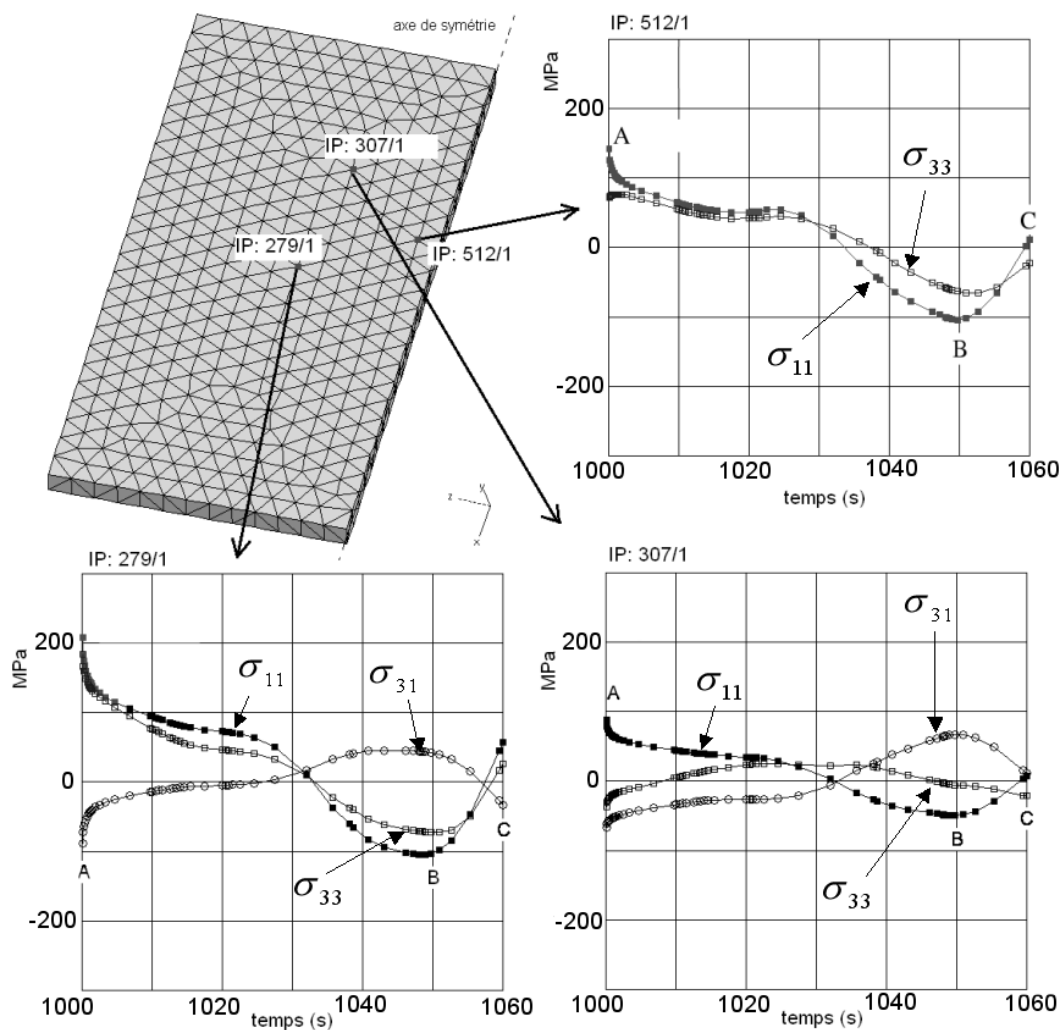 axe de symétrie
IP: 307/1
IP: 279/1
IP: 512/1
z
y
x
IP: 512/1
MPa
200
0
-200
A
σ33
C
σ11
B
1000
1020
1040
1060
temps (s)
IP: 279/1
MPa
200
0
-200
σ11
σ31
A
σ33
B
C
1000
1020
1040
1060
temps (s)
IP: 307/1
MPa
200
0
-200
A
σ11
σ31
B
σ33
C
1000
1020
1040
1060
temps (s)